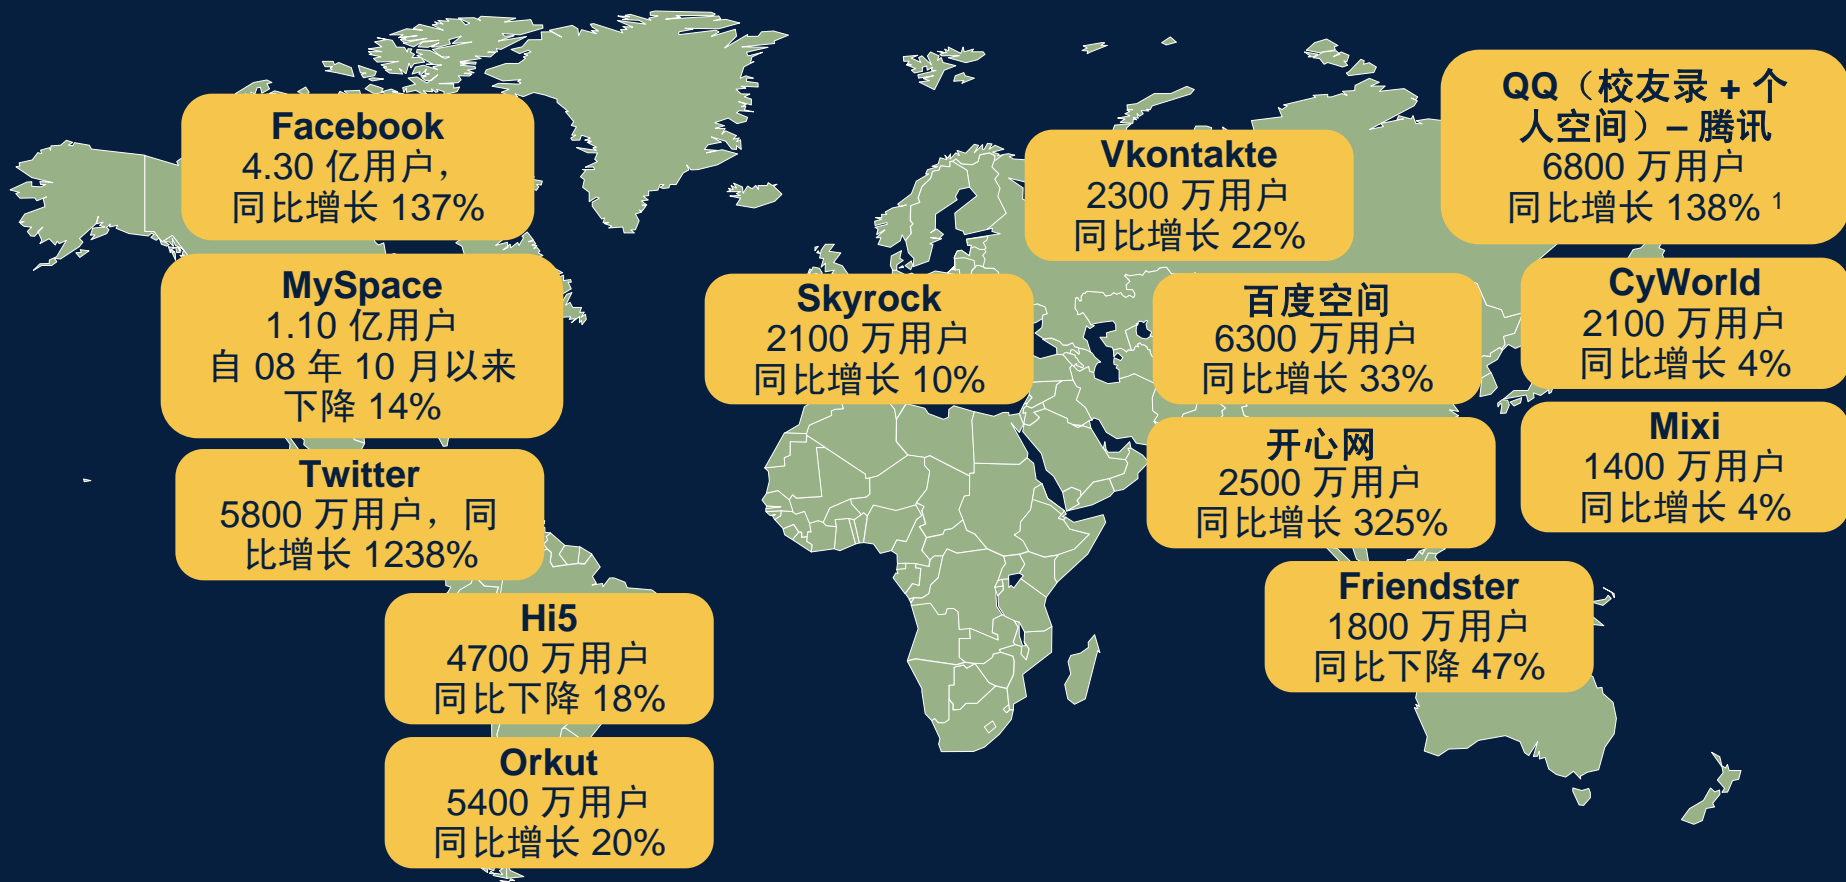 Facebook
4.30 亿用户，
同比增长 137%
MySpace
1.10 亿用户
自 08 年 10 月以来
下降 14%
Twitter
5800 万用户，同
比增长 1238%
Hi5
4700 万用户
同比下降 18%
Orkut
5400 万用户
同比增长 20%
Skyrock
2100 万用户
同比增长 10%
Vkontakte
2300 万用户
同比增长 22%
百度空间
6300 万用户
同比增长 33%
开心网
2500 万用户
同比增长 325%
Friendster
1800 万用户
同比下降 47%
QQ（校友录 + 个
人空间）– 腾讯
6800 万用户
同比增长 138% 1
CyWorld
2100 万用户
同比增长 4%
Mixi
1400 万用户
同比增长 4%